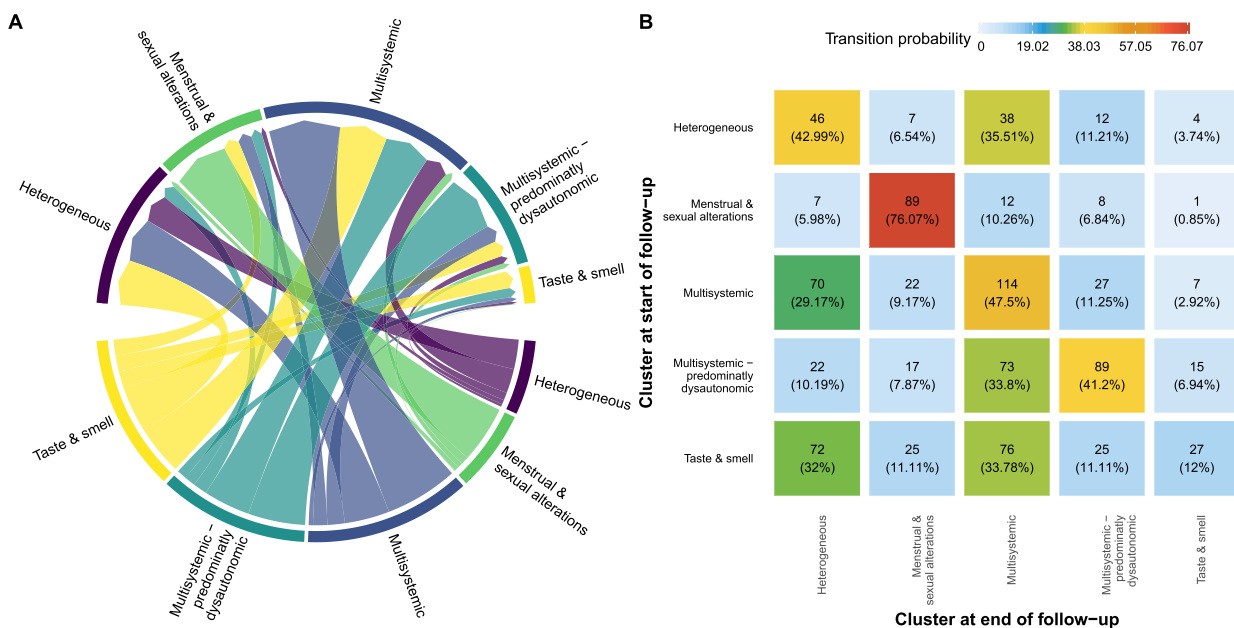 A
Menstrual &
sexual alterations
Multisystemic
Multisystemic −
predominatly
dysautonomic
Taste & smell
Heterogeneous
Heterogeneous
Menstrual &
sexual alterations
Multisystemic
Multisystemic −
predominatly
dysautonomic
Taste & smell
B
Transition probability
0 19.02 38.03 57.05 76.07
Cluster at start of follow−up
Heterogeneous
46 7 38 12 4
(42.99%) (6.54%) (35.51%) (11.21%) (3.74%)
Menstrual &
sexual alterations
7 89 12 8 1
(5.98%) (76.07%) (10.26%) (6.84%) (0.85%)
Multisystemic
70 22 114 27 7
(29.17%) (9.17%) (47.5%) (11.25%) (2.92%)
Multisystemic −
predominatly
dysautonomic
22 17 73 89 15
(10.19%) (7.87%) (33.8%) (41.2%) (6.94%)
Taste & smell
72 25 76 25 27
(32%) (11.11%) (33.78%) (11.11%) (12%)
Heterogeneous
Menstrual &
sexual alterations
Multisystemic
Multisystemic −
predominatly
dysautonomic
Taste & smell
Cluster at end of follow−up